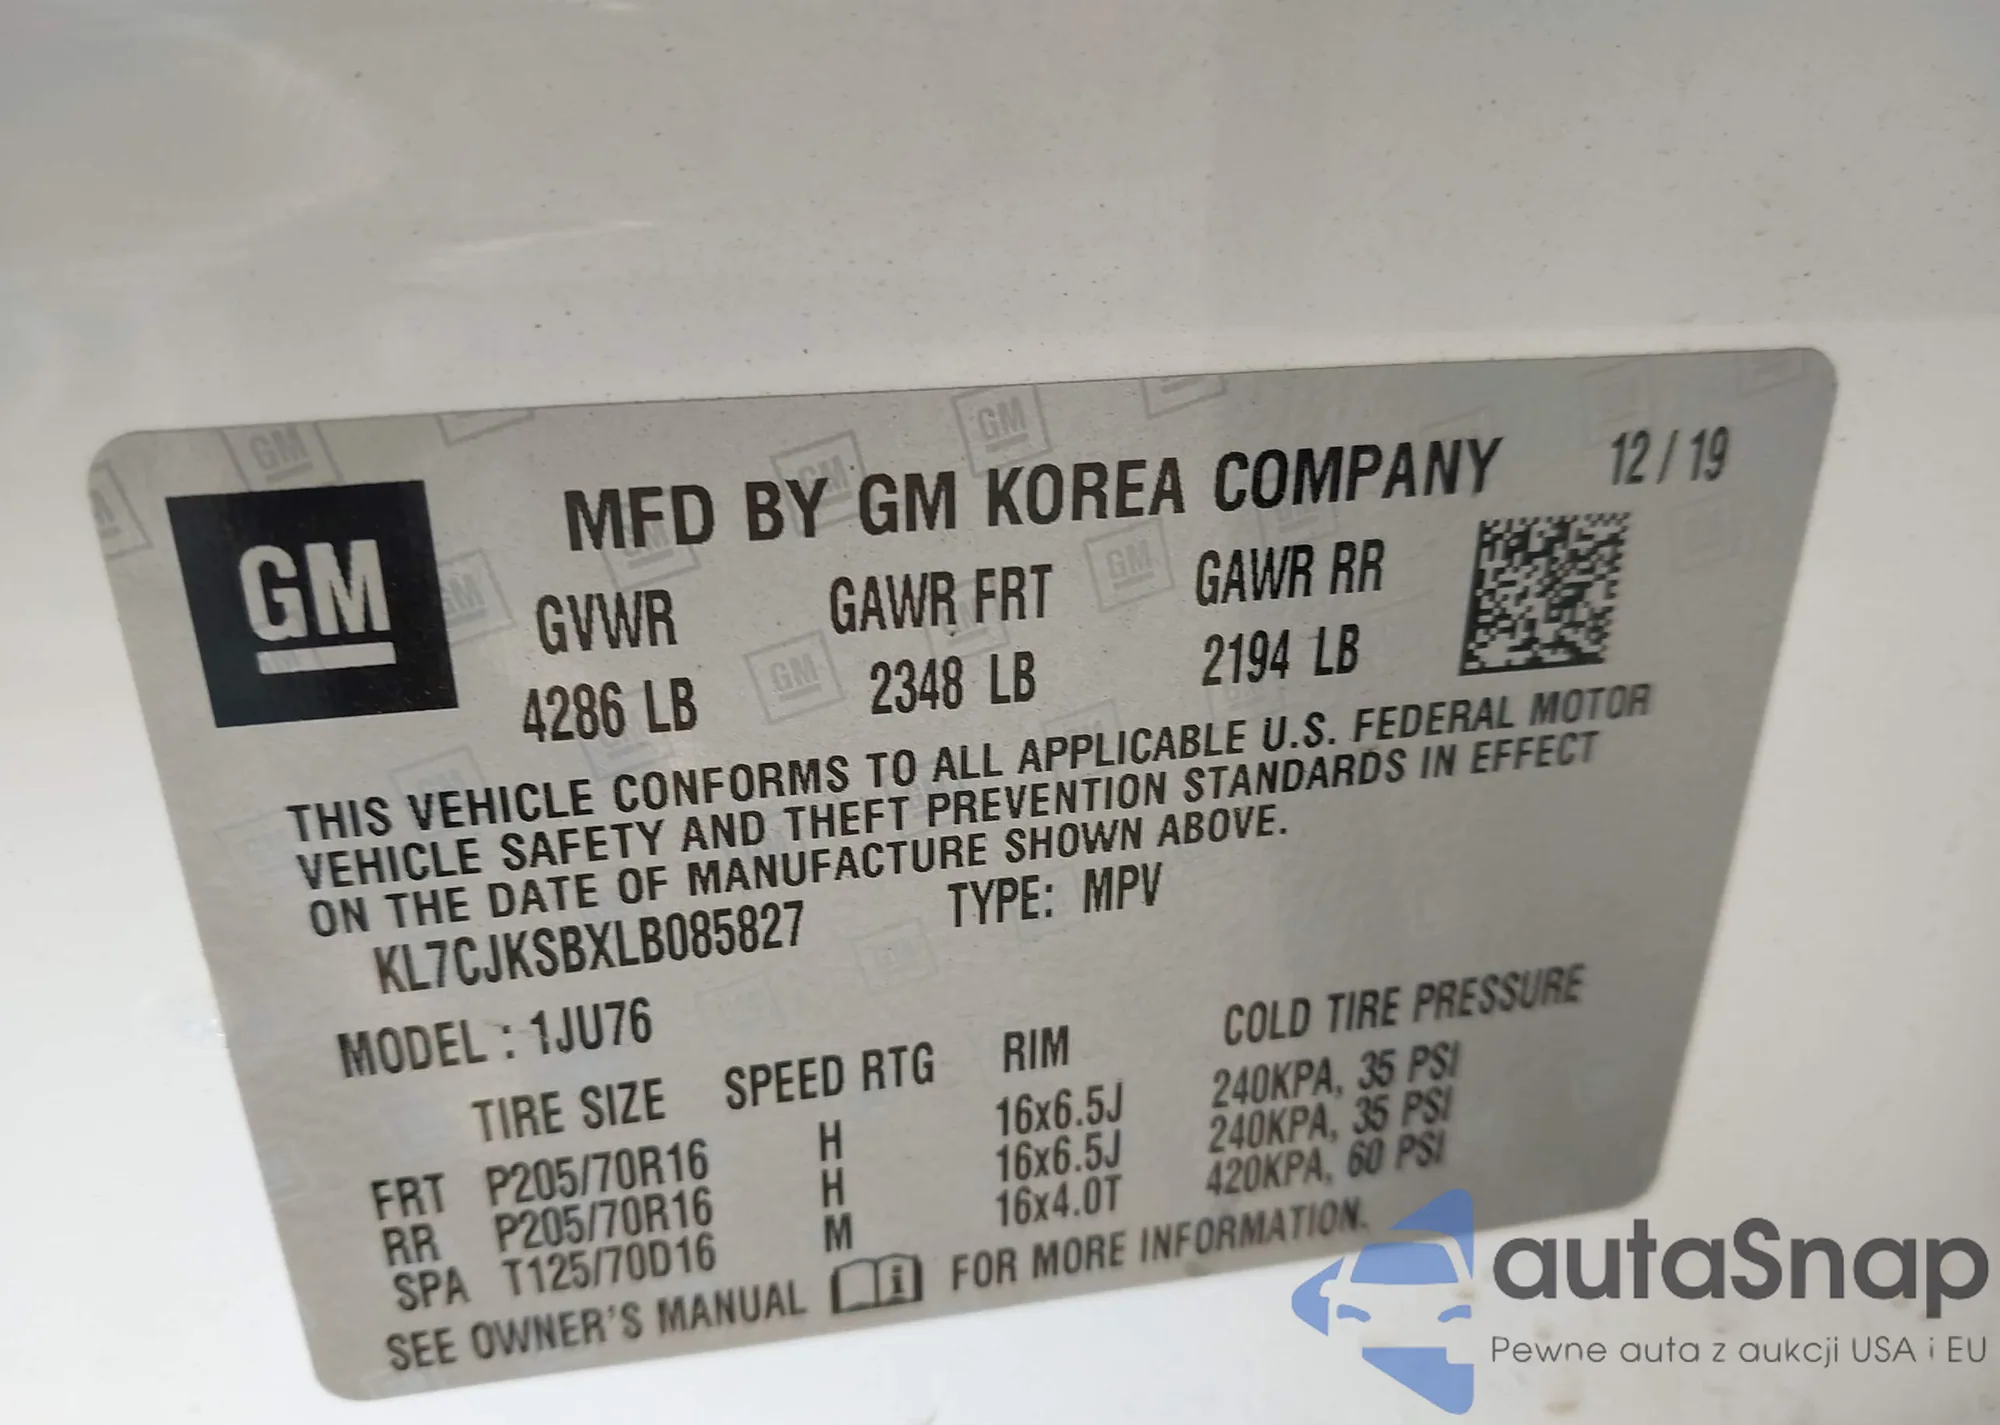 GM
MFD BY GM KOREA COMPANY 12 / 19
GVWR GAWR FRT GAWR RR
4286 LB 2348 LB 2194 LB
THIS VEHICLE CONFORMS TO ALL APPLICABLE U.S. FEDERAL MOTOR
VEHICLE SAFETY AND THEFT PREVENTION STANDARDS IN EFFECT
ON THE DATE OF MANUFACTURE SHOWN ABOVE.
KL7CJKSBXLB085827 TYPE: MPV
MODEL : 1JU76
TIRE SIZE SPEED RTG RIM COLD TIRE PRESSURE
FRT P205/70R16 H 16x6.5J 240KPA, 35 PSI
RR P205/70R16 H 16x6.5J 240KPA, 35 PSI
SPA T125/70D16 M 16x4.0T 420KPA, 60 PSI
SEE OWNER'S MANUAL i FOR MORE INFORMATION.
autaSnap
Pewne auta z aukcji USA i EU